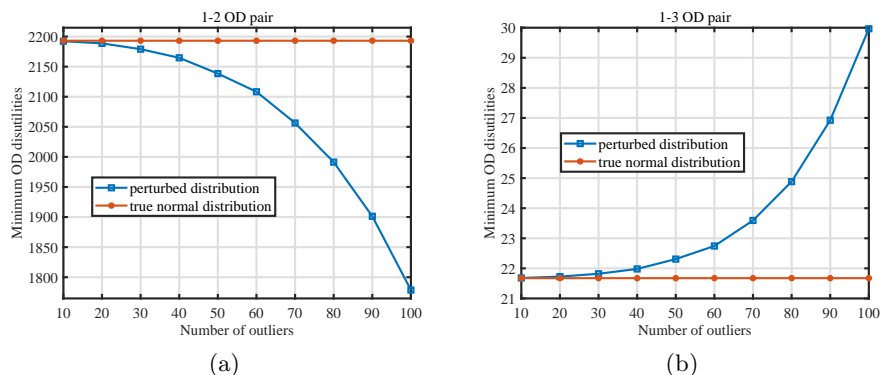 1-2 OD pair
2200
2150
2100
2050
2000
1950
1900
1850
1800
Minimum OD disutilities
perturbed distribution
true normal distribution
10 20 30 40 50 60 70 80 90 100
Number of outliers
(a)
1-3 OD pair
30
29
28
27
26
25
24
23
22
21
Minimum OD disutilities
perturbed distribution
true normal distribution
10 20 30 40 50 60 70 80 90 100
Number of outliers
(b)